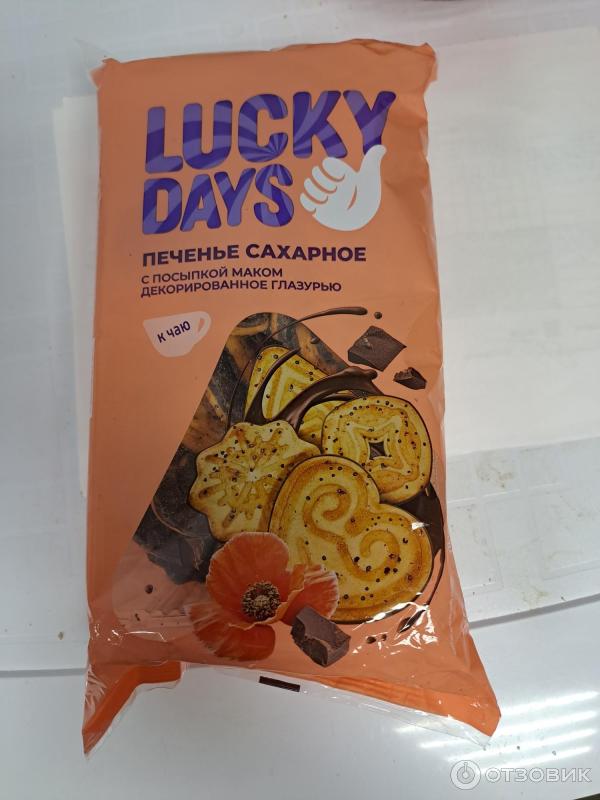 LUCKY
DAYS
ПЕЧЕНЬЕ САХАРНОЕ
С ПОСЫПКОЙ МАКОМ
ДЕКОРИРОВАННОЕ ГЛАЗУРЬЮ
к чаю
ОТЗОВИК